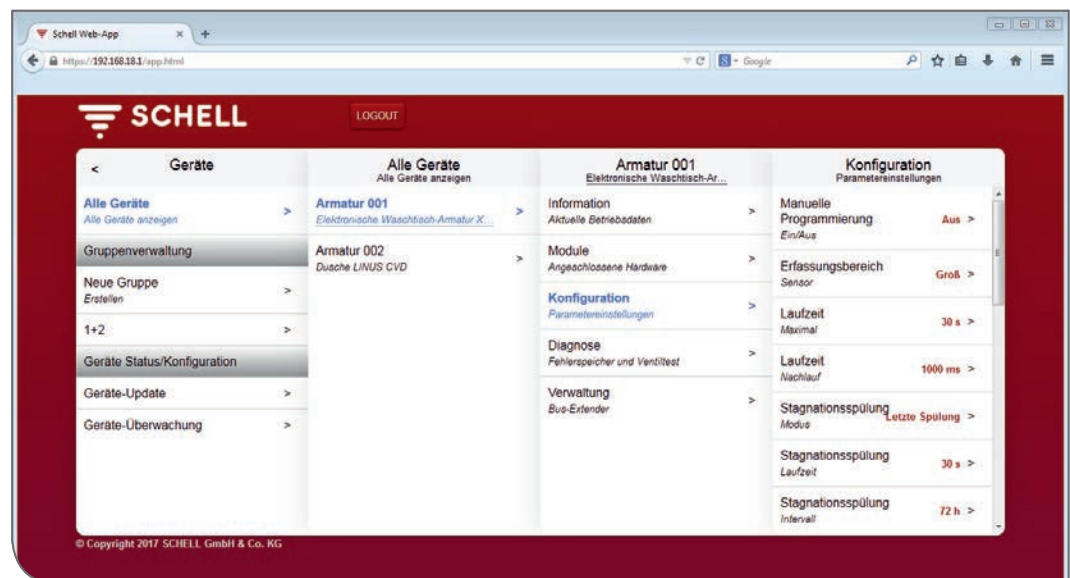 Schell Web-App
https://192.168.18.1/app.html
Google
SCHELL
LOGOUT
< Geräte
Alle Geräte
Alle Geräte anzeigen >
Gruppenverwaltung
Neue Gruppe
Erstellen >
1+2 >
Geräte Status/Konfiguration
Geräte-Update >
Geräte-Überwachung >
Alle Geräte
Alle Geräte anzeigen
Armatur 001
Elektronische Waschtisch-Armatur X... >
Armatur 002
Dusche LINUS CVD >
Armatur 001
Elektronische Waschtisch-Ar...
Information
Aktuelle Betriebsdaten >
Module
Angeschlossene Hardware >
Konfiguration
Parametereinstellungen >
Diagnose
Fehlerspeicher und Ventiltest >
Verwaltung
Bus-Extender >
Konfiguration
Parametereinstellungen
Manuelle
Programmierung Aus >
Ein/Aus
Erfassungsbereich Groß >
Sensor
Laufzeit 30 s >
Maximal
Laufzeit 1000 ms >
Nachlauf
Stagnationsspülung Letzte Spülung >
Modus
Stagnationsspülung 30 s >
Laufzeit
Stagnationsspülung 72 h >
Intervall
© Copyright 2017 SCHELL GmbH & Co. KG